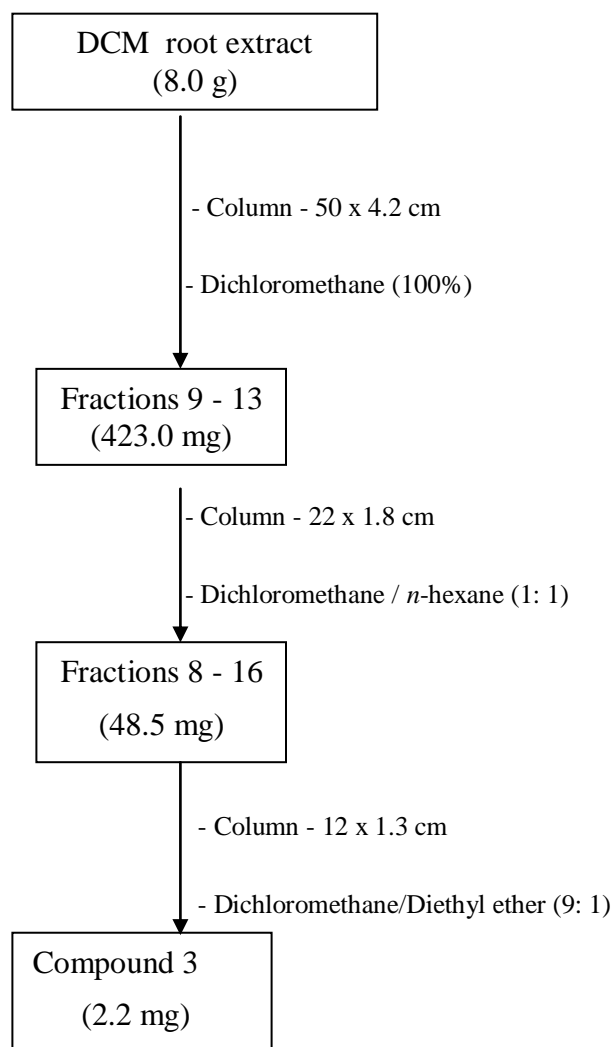 DCM root extract
(8.0 g)
- Column - 50 x 4.2 cm
- Dichloromethane (100%)
Fractions 9 - 13
(423.0 mg)
- Column - 22 x 1.8 cm
- Dichloromethane / n-hexane (1: 1)
Fractions 8 - 16
(48.5 mg)
- Column - 12 x 1.3 cm
- Dichloromethane/Diethyl ether (9: 1)
Compound 3
(2.2 mg)